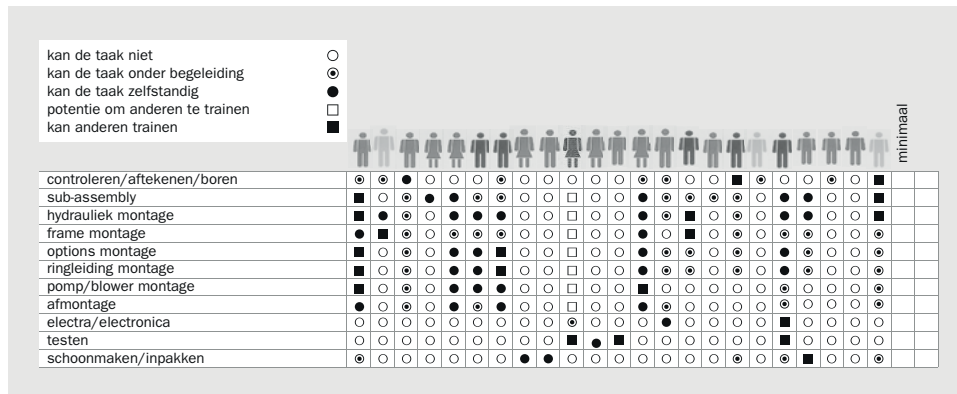 kan de taak niet
kan de taak onder begeleiding
kan de taak zelfstandig
potentie om anderen te trainen
kan anderen trainen
minimaal
controleren/aftekenen/boren
sub-assembly
hydrauliek montage
frame montage
options montage
ringleiding montage
pomp/blower montage
afmontage
electra/electronica
testen
schoonmaken/inpakken